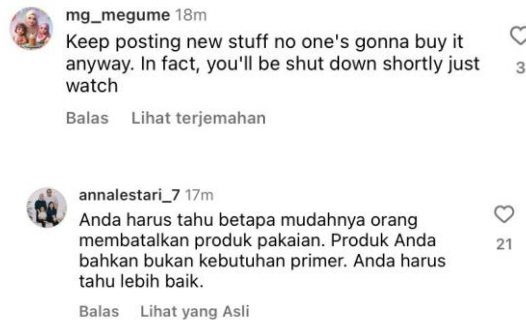 mg_megume 18m
Keep posting new stuff no one's gonna buy it
anyway. In fact, you'll be shut down shortly just
watch
3
Balas Lihat terjemahan
annalestari_7 17m
Anda harus tahu betapa mudahnya orang
membatalkan produk pakaian. Produk Anda
bahkan bukan kebutuhan primer. Anda harus
tahu lebih baik.
21
Balas Lihat yang Asli